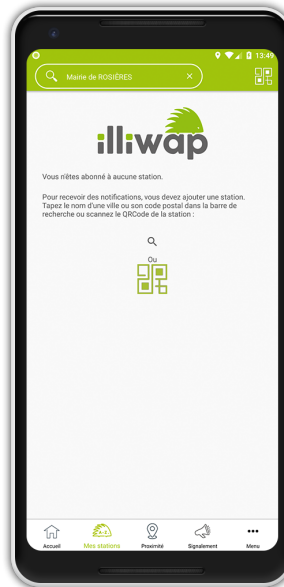 13:49
Mairie de ROSIÈRES ×
illiwap
Vous n'êtes abonné à aucune station.
Pour recevoir des notifications, vous devez ajouter une station.
Tapez le nom d'une ville ou son code postal dans la barre de
recherche ou scannez le QRCode de la station :
Ou
A-Z
Accueil Mes stations Proximité Signalement Menu